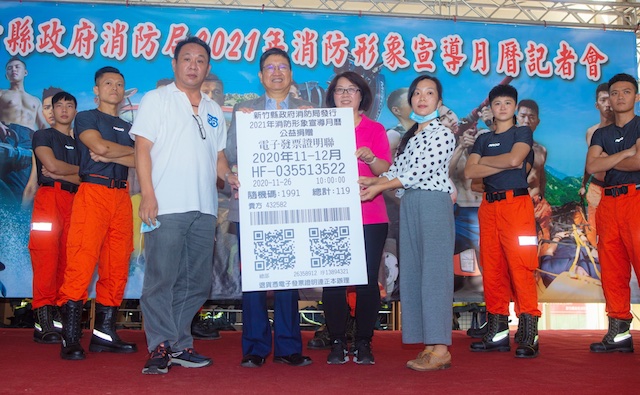 縣政府消防局2021年消防形象宣導月曆記者會
新竹縣政府消防局發行
2021年消防形象宣導月曆
公益捐贈
電子發票證明聯
2020年11-12月
HF-035513522
2020-11-26 10:00:00
隨機碼:1991 總計:119
賣方 432582
26358012 @13894321